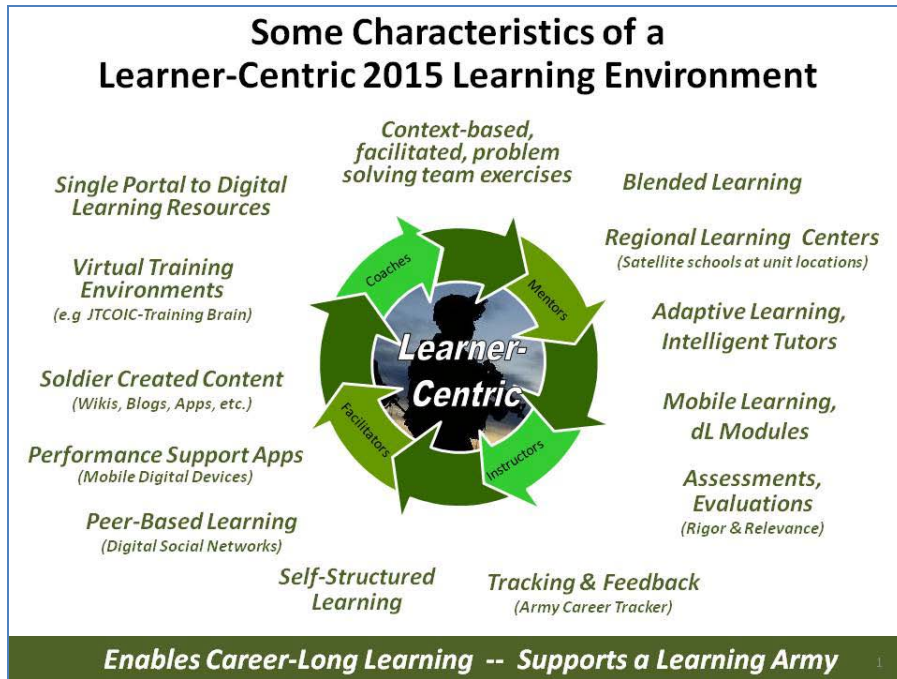 Some Characteristics of a
Learner-Centric 2015 Learning Environment
Context-based,
facilitated, problem
solving team exercises
Single Portal to Digital
Learning Resources
Blended Learning
Regional Learning Centers
(Satellite schools at unit locations)
Virtual Training
Environments
(e.g JTCOIC-Training Brain)
Adaptive Learning,
Intelligent Tutors
Coaches
Mentors
Learner-
Centric
Facilitators
Instructors
Soldier Created Content
(Wikis, Blogs, Apps, etc.)
Mobile Learning,
dL Modules
Performance Support Apps
(Mobile Digital Devices)
Assessments,
Evaluations
(Rigor & Relevance)
Peer-Based Learning
(Digital Social Networks)
Self-Structured
Learning
Tracking & Feedback
(Army Career Tracker)
Enables Career-Long Learning -- Supports a Learning Army
1